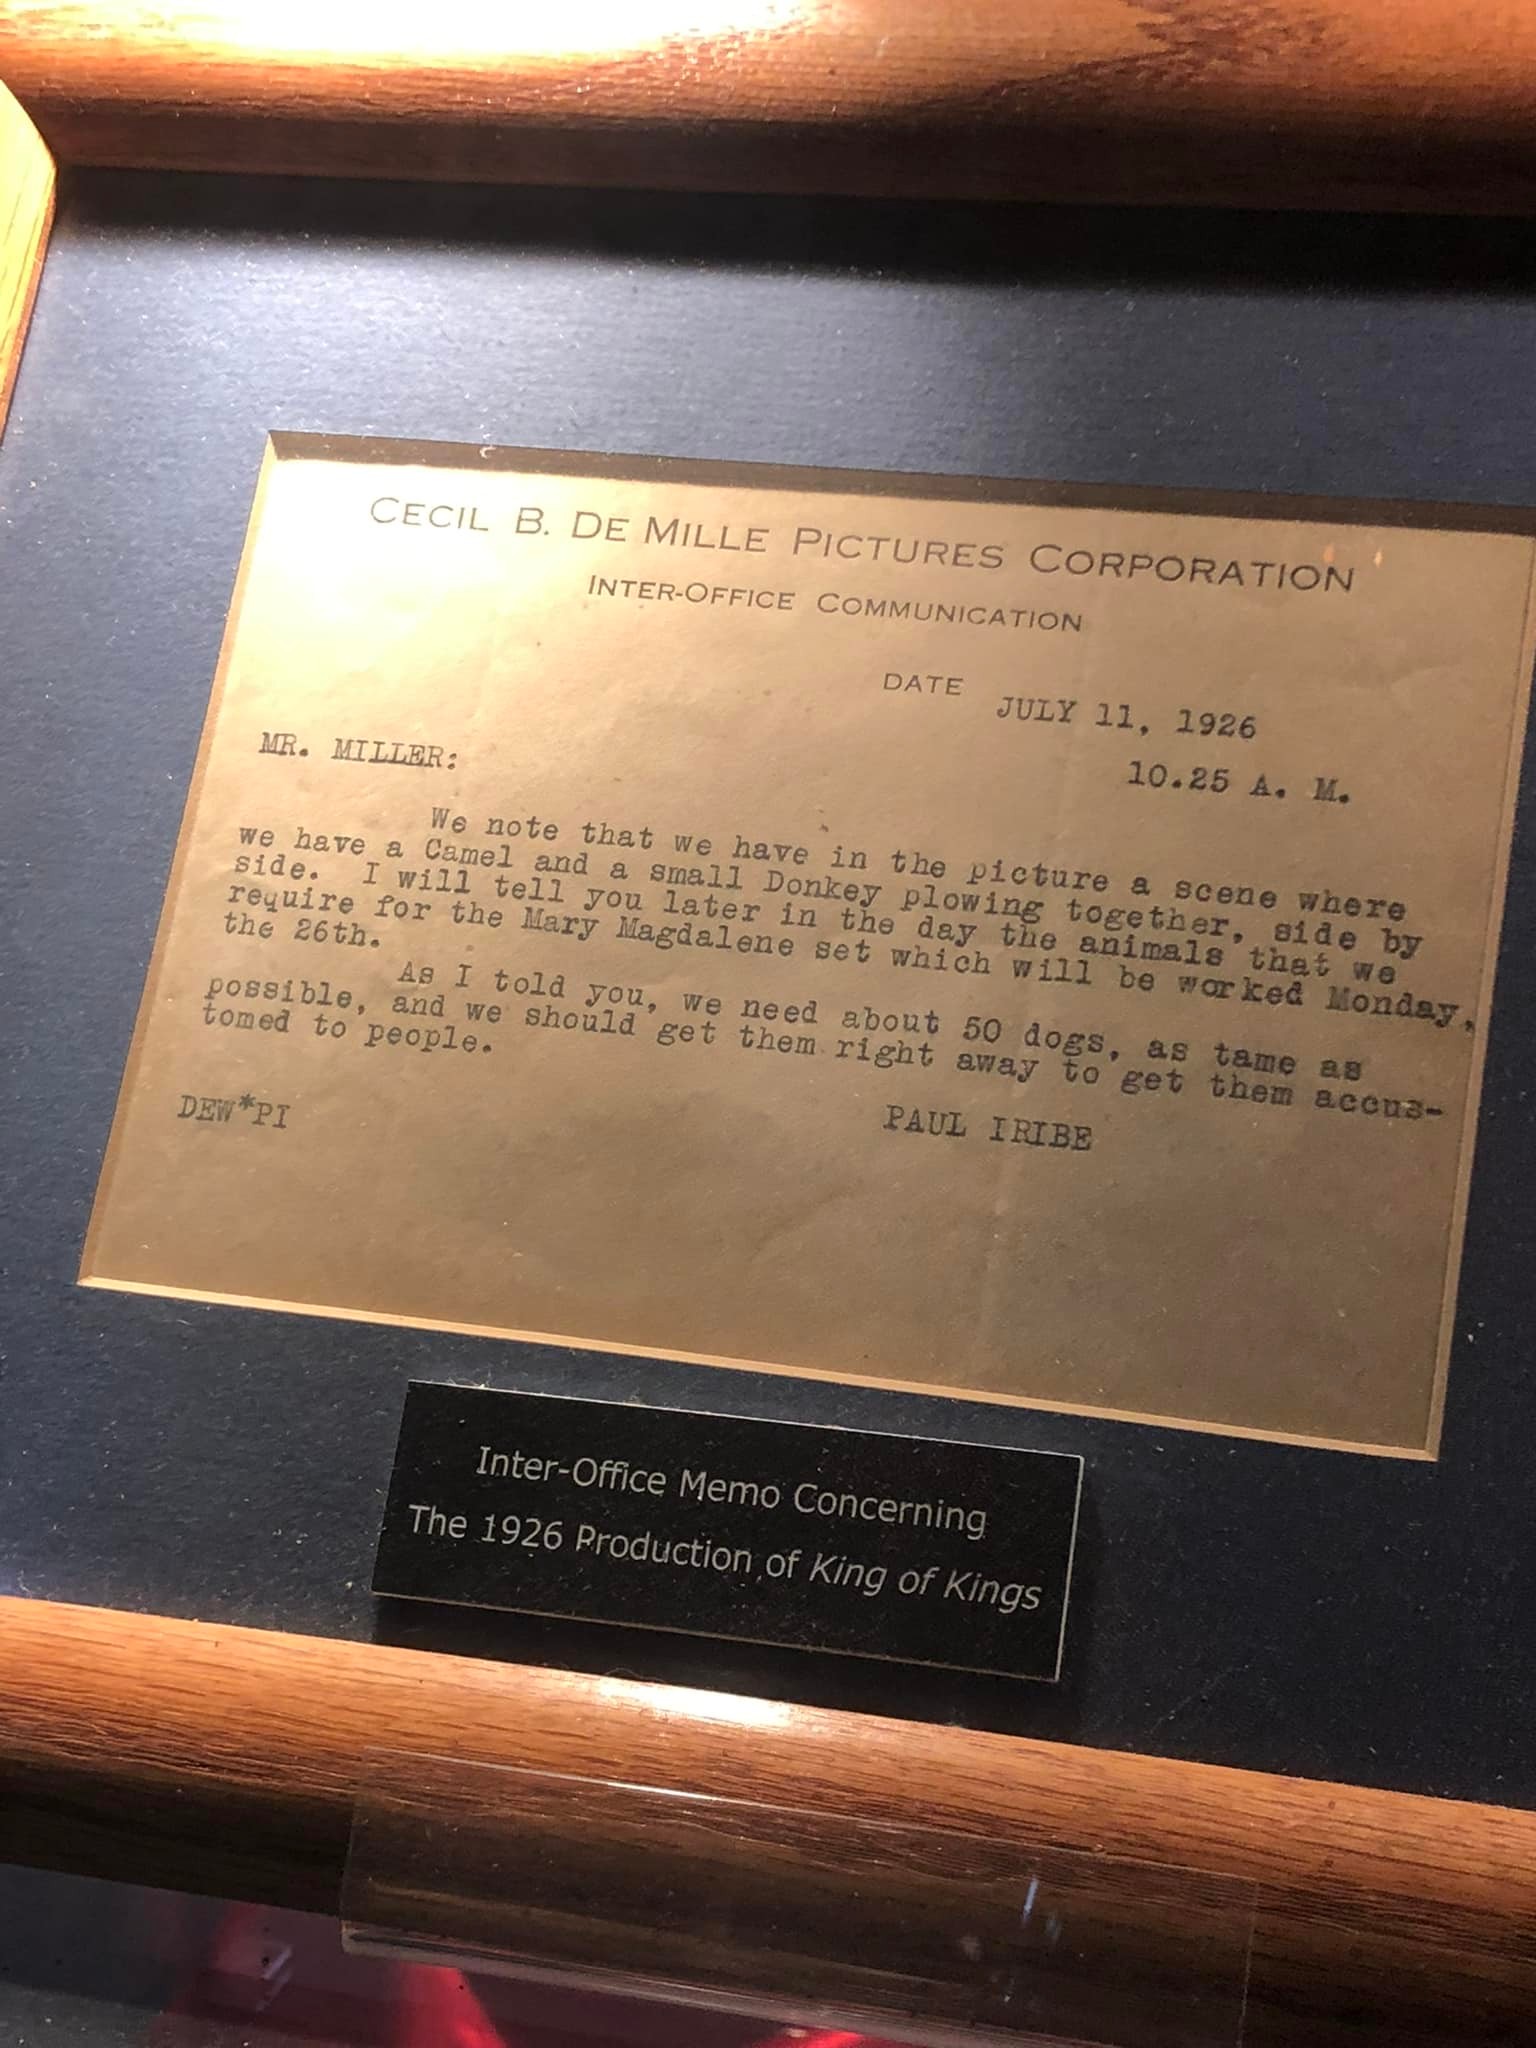 CECIL B. DE MILLE PICTURES CORPORATION
INTER-OFFICE COMMUNICATION
DATE JULY 11, 1926
10.25 A. M.
MR. MILLER:
We note that we have in the picture a scene where
we have a Camel and a small Donkey plowing together, side by
side. I will tell you later in the day the animals that we
require for the Mary Magdalene set which will be worked Monday,
the 26th.
As I told you, we need about 50 dogs, as tame as
possible, and we should get them right away to get them accus-
tomed to people.
PAUL IRIBE
DEW*PI
Inter-Office Memo Concerning
The 1926 Production of King of Kings